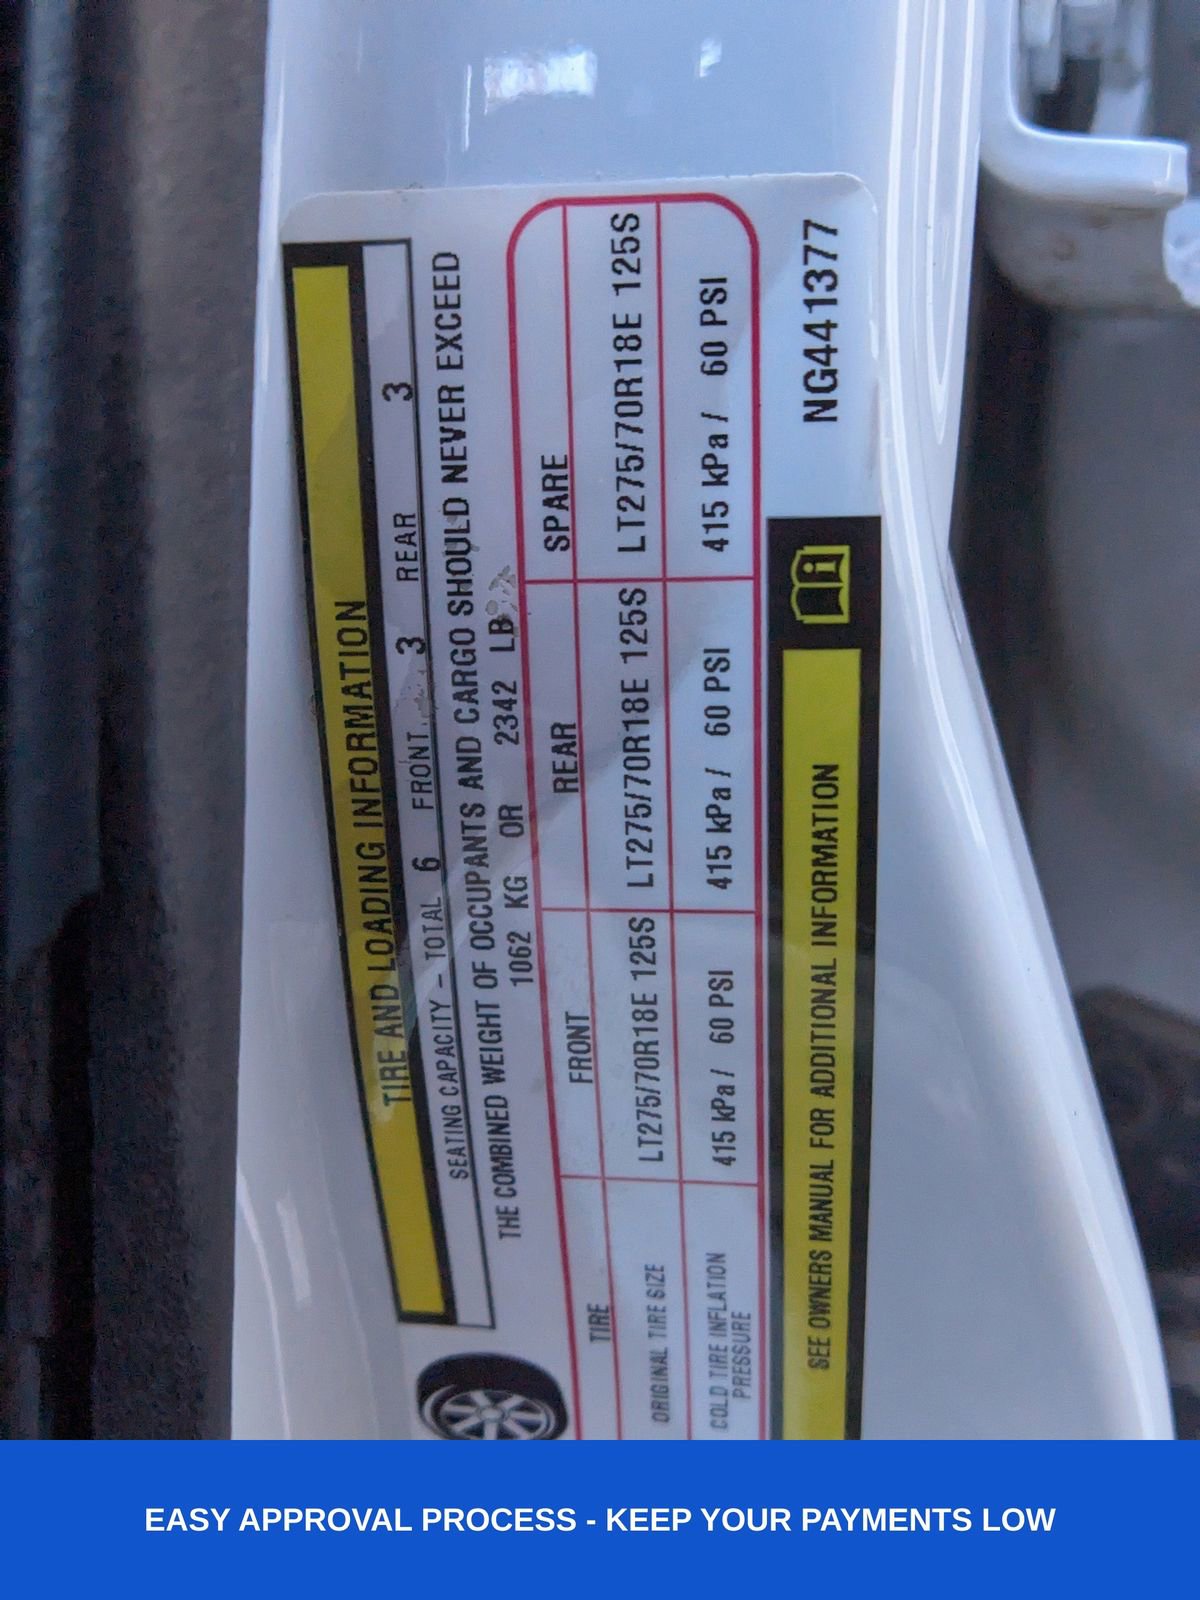 TIRE AND LOADING INFORMATION
SEATING CAPACITY - TOTAL 6 FRONT 3 REAR 3
THE COMBINED WEIGHT OF OCCUPANTS AND CARGO SHOULD NEVER EXCEED
1062 KG OR 2342 LB
TIRE FRONT REAR SPARE
ORIGINAL TIRE SIZE LT275/70R18E 125S LT275/70R18E 125S LT275/70R18E 125S
COLD TIRE INFLATION PRESSURE 415 kPa / 60 PSI 415 kPa / 60 PSI 415 kPa / 60 PSI
SEE OWNERS MANUAL FOR ADDITIONAL INFORMATION
NG441377
EASY APPROVAL PROCESS - KEEP YOUR PAYMENTS LOW